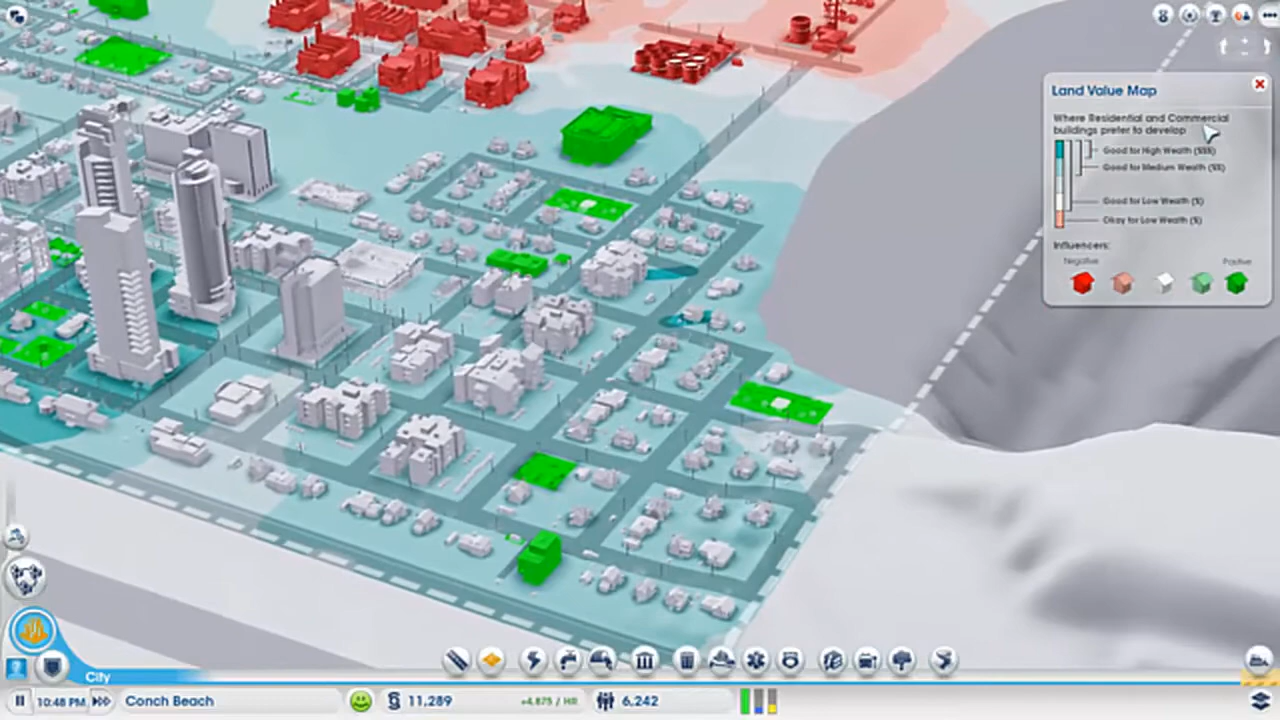 Land Value Map
Where Residential and Commercial
buildings prefer to develop
Good for High Wealth ($$$)
Good for Medium Wealth ($$)
Good for Low Wealth ($)
Okay for Low Wealth ($)
Influencers:
Negative Positive
City
10:48 PM Conch Beach 11,289 +4,875 / HR 6,242